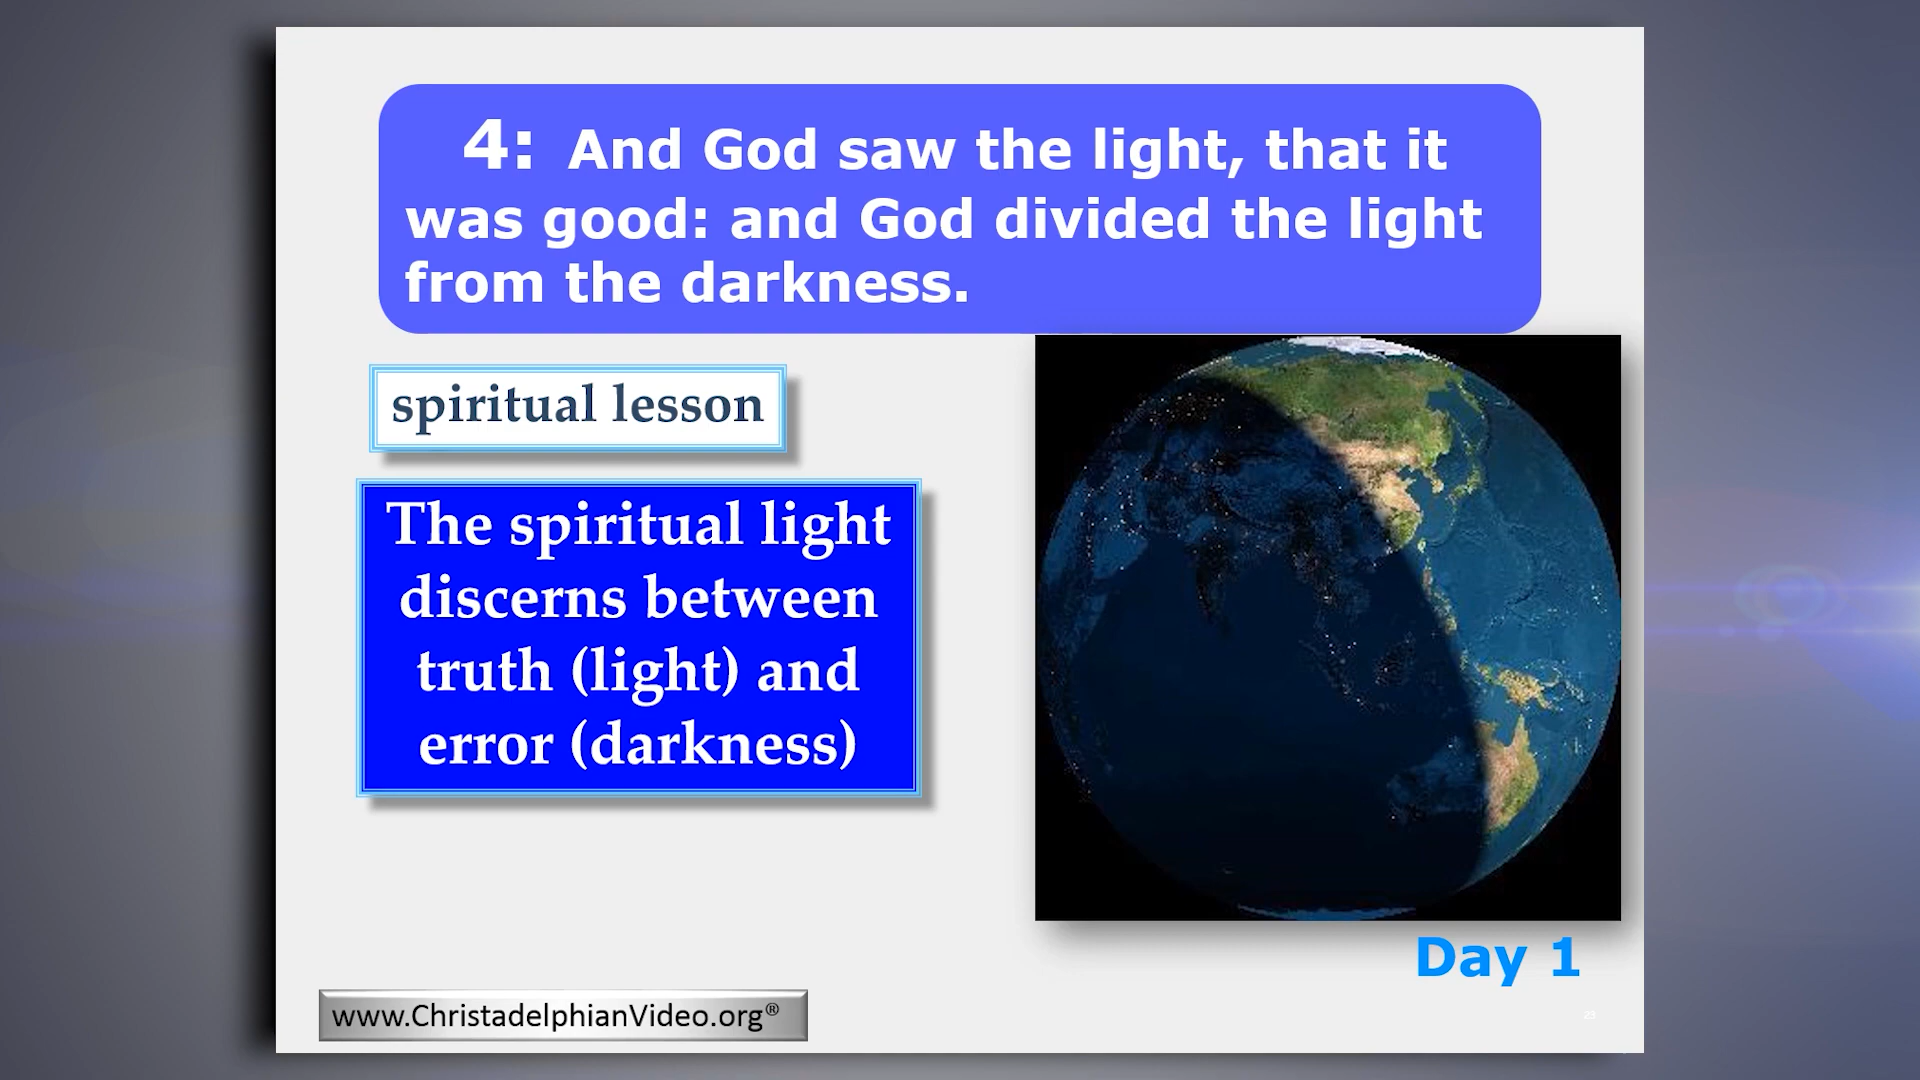 4: And God saw the light, that it
was good: and God divided the light
from the darkness.
spiritual lesson
The spiritual light
discerns between
truth (light) and
error (darkness)
Day 1
www.ChristadelphianVideo.org®
23